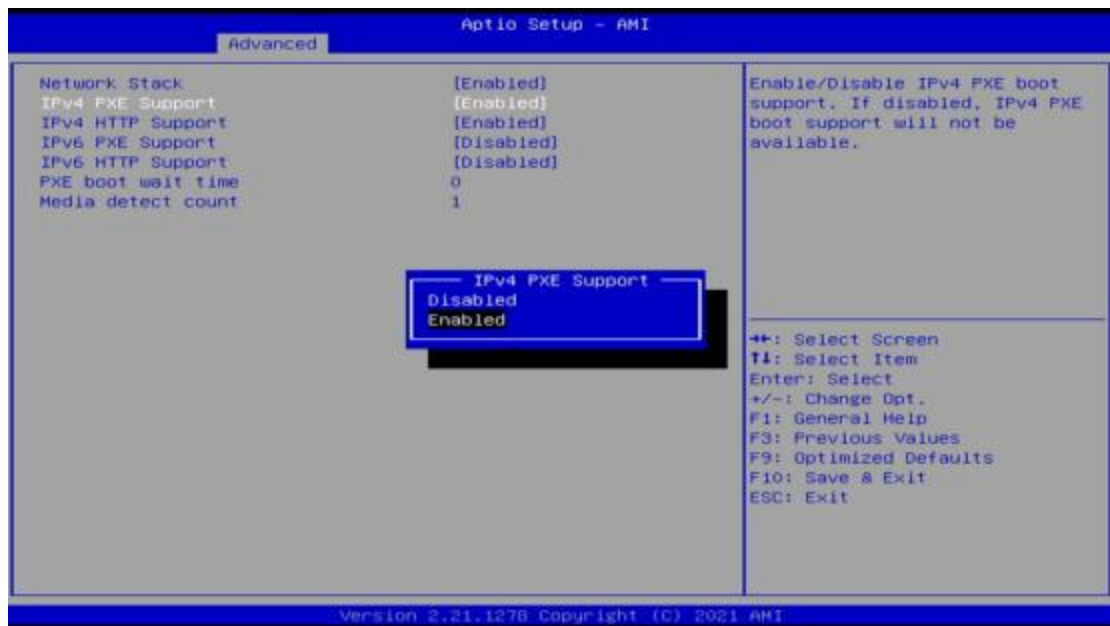 Aptio Setup - AMI
Advanced
Network Stack [Enabled]
IPv4 PXE Support [Enabled]
IPv4 HTTP Support [Enabled]
IPv6 PXE Support [Disabled]
IPv6 HTTP Support [Disabled]
PXE boot wait time 0
Media detect count 1
IPv4 PXE Support
Disabled
Enabled
Enable/Disable IPv4 PXE boot
support. If disabled, IPv4 PXE
boot support will not be
available.
→←: Select Screen
↑↓: Select Item
Enter: Select
+/-: Change Opt.
F1: General Help
F3: Previous Values
F9: Optimized Defaults
F10: Save & Exit
ESC: Exit
Version 2.21.1278 Copyright (C) 2021 AMI